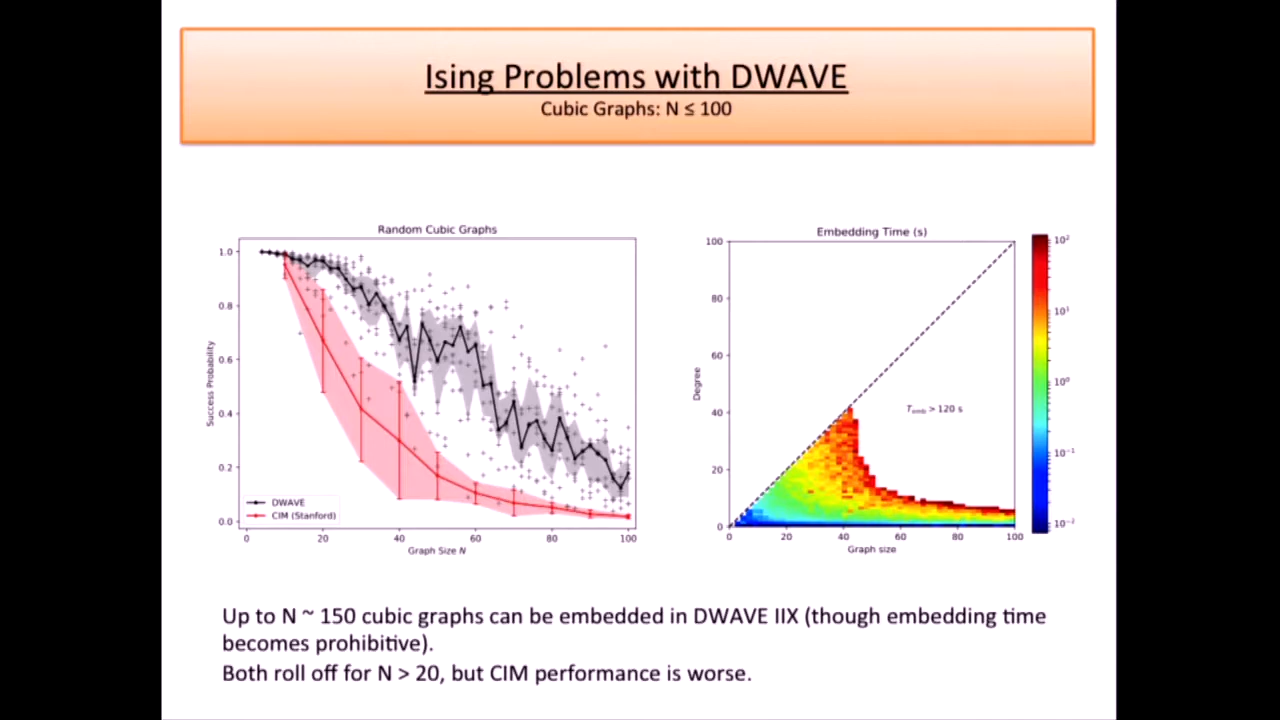 Ising Problems with DWAVE
Cubic Graphs: N ≤ 100
Random Cubic Graphs
Success Probability
1.0
0.8
0.6
0.4
0.2
0.0
DWAVE
CIM (Stanford)
0 20 40 60 80 100
Graph Size N
Embedding Time (s)
Degree
100
80
60
40
20
0
T_emb > 120 s
0 20 40 60 80 100
Graph size
10²
10¹
10⁰
10⁻¹
10⁻²
Up to N ~ 150 cubic graphs can be embedded in DWAVE IIX (though embedding time
becomes prohibitive).
Both roll off for N > 20, but CIM performance is worse.